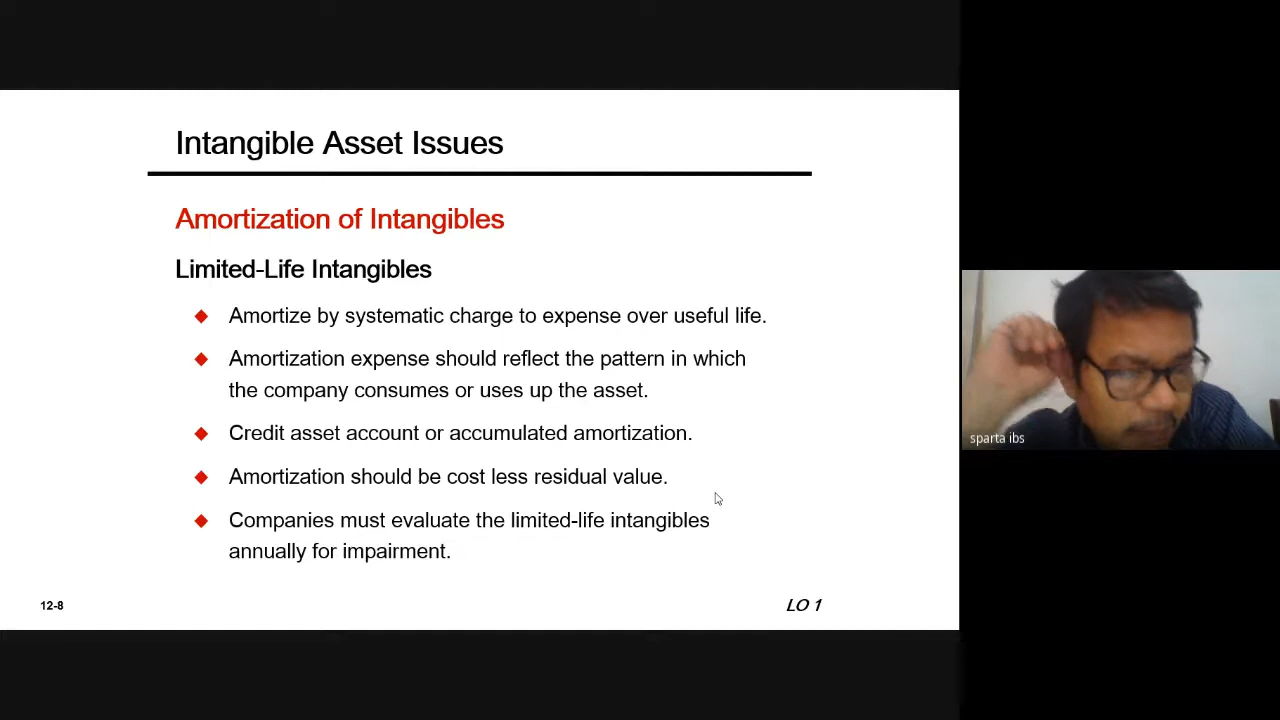 Intangible Asset Issues
Amortization of Intangibles
Limited-Life Intangibles
Amortize by systematic charge to expense over useful life.
Amortization expense should reflect the pattern in which
the company consumes or uses up the asset.
Credit asset account or accumulated amortization.
Amortization should be cost less residual value.
Companies must evaluate the limited-life intangibles
annually for impairment.
12-8
LO 1
sparta ibs